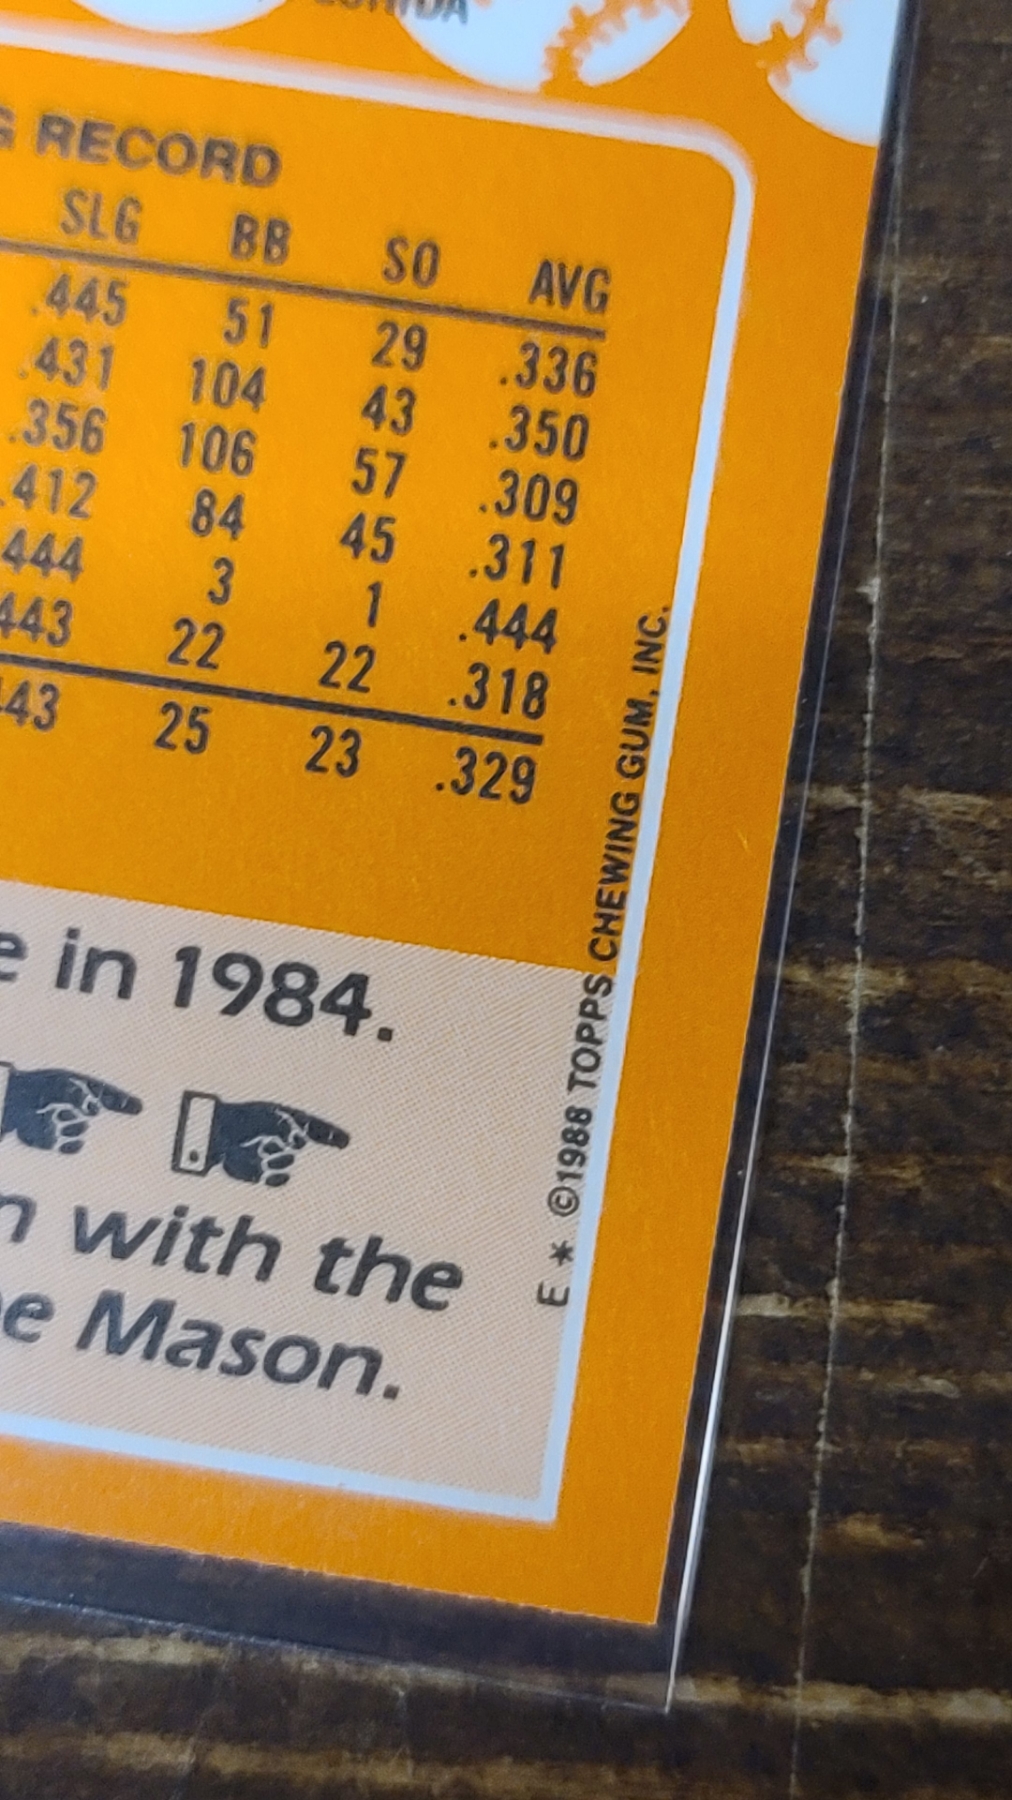 RECORD
SLG BB SO AVG
.445 51 29 .336
.431 104 43 .350
.356 106 57 .309
.412 84 45 .311
444 3 1 .444
443 22 22 .318
43 25 23 .329
e in 1984.
n with the
e Mason.
E * ©1988 TOPPS CHEWING GUM, INC.